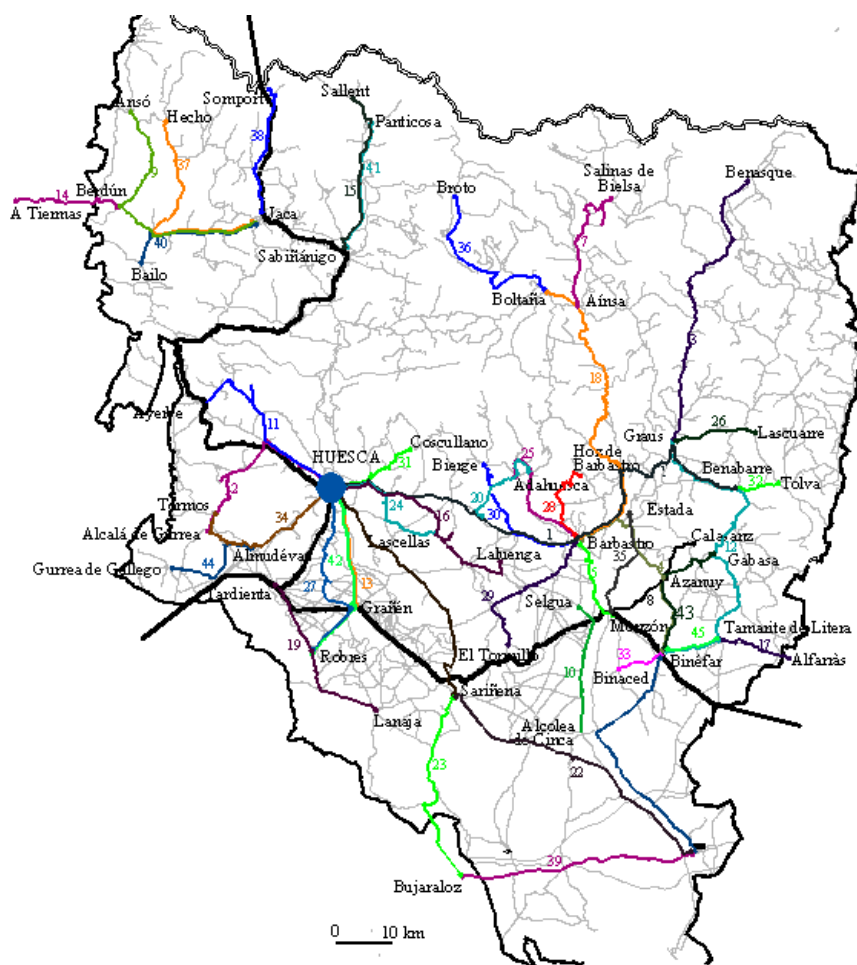 Ansó
Hecho
Somport
Sallent
Panticosa
38
37
9
41
15
Salinas de
Bielsa
Benasque
Broto
14
Berdún
A Tiermas
Jaca
40
Bailo
Sabiñánigo
36
7
Boltaña
Aínsa
3
18
Ayerbe
11
HUESCA
Coscullano
31
Bierge
25
Adahuesca
Hoz de
Barbastro
Graus
26
Lascuarre
Benabarre
32
Tolva
2
Tormos
34
24
16
20
30
28
Estada
Alcalá de Gurrea
Almudévar
Lascellas
1
Barbastro
Calasanz
12
Gabasa
44
Gurrea de Gallego
42
13
27
Lahuenga
35
Azanuy
5
8
Tardienta
Grañén
29
Selgua
Monzón
43
Tamarite de Litera
45
17
19
Robres
El Tormillo
33
Binéfar
Alfarràs
10
Binaced
Sariñena
Lanaja
Alcolea
de Cinca
23
22
39
Bujaraloz
0 10 km